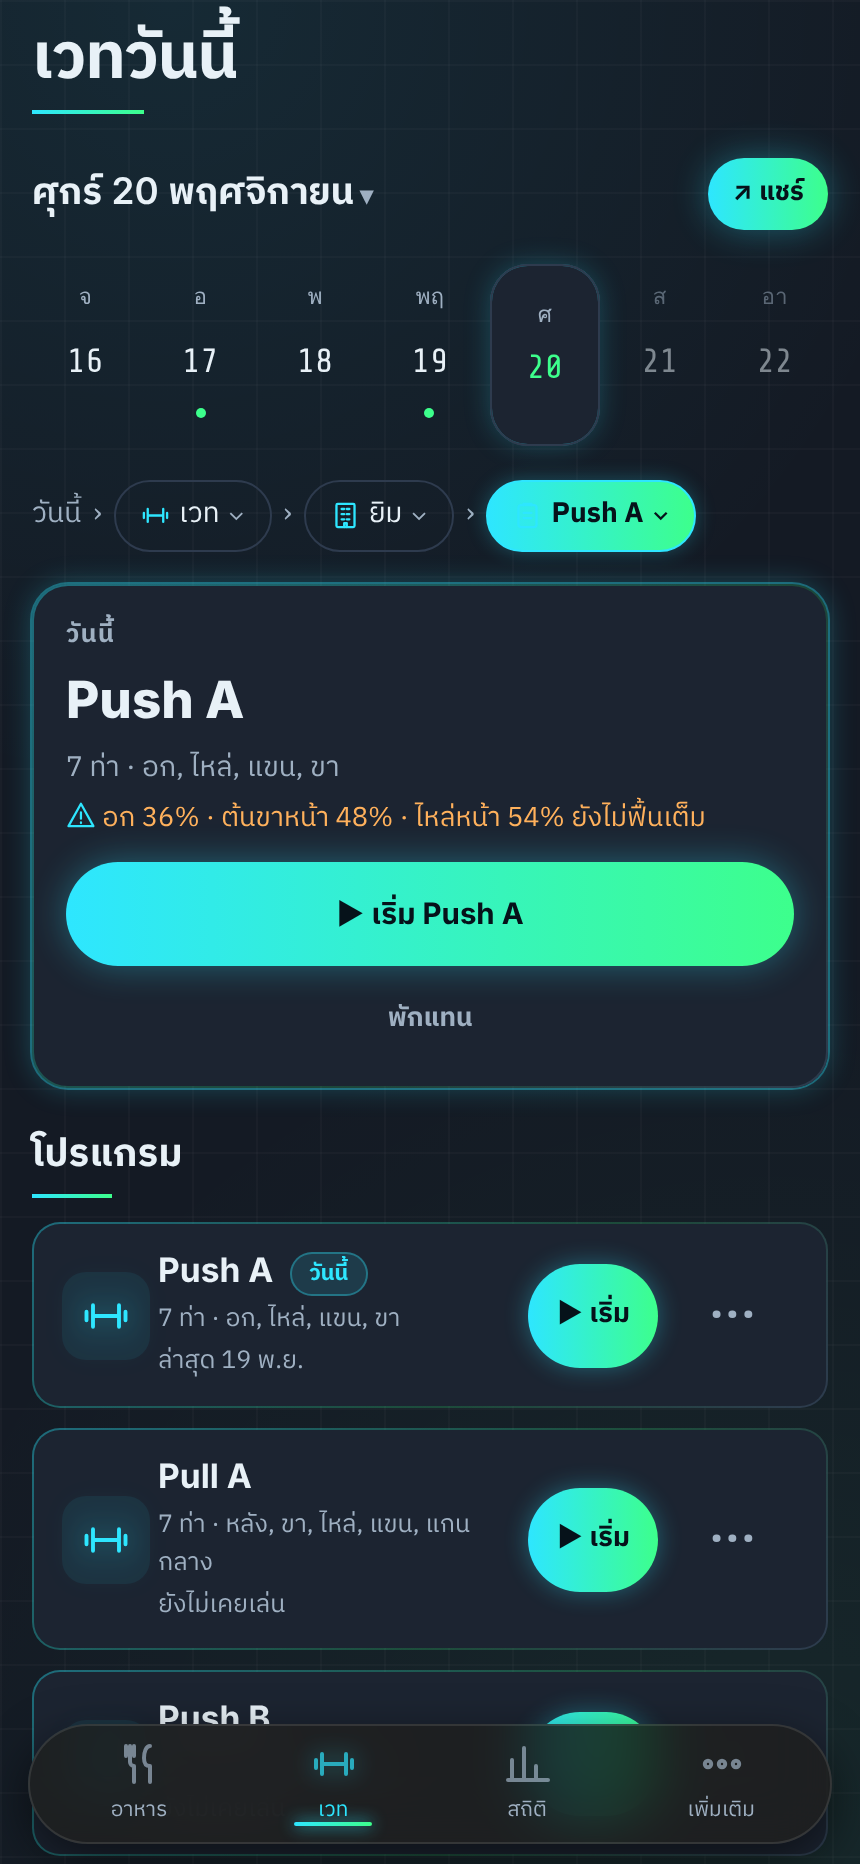 เวทวันนี้
ศุกร์ 20 พฤศจิกายน ▾
แชร์
จ อ พ พฤ ศ ส อา
16 17 18 19 20 21 22
วันนี้ › เวท › ยิม › Push A
วันนี้
Push A
7 ท่า · อก, ไหล่, แขน, ขา
อก 36% · ต้นขาหน้า 48% · ไหล่หน้า 54% ยังไม่ฟื้นเต็ม
▶ เริ่ม Push A
พักแทน
โปรแกรม
Push A วันนี้
7 ท่า · อก, ไหล่, แขน, ขา
ล่าสุด 19 พ.ย.
▶ เริ่ม
Pull A
7 ท่า · หลัง, ขา, ไหล่, แขน, แกน
กลาง
ยังไม่เคยเล่น
▶ เริ่ม
Push B
อาหาร เวท สถิติ เพิ่มเติม